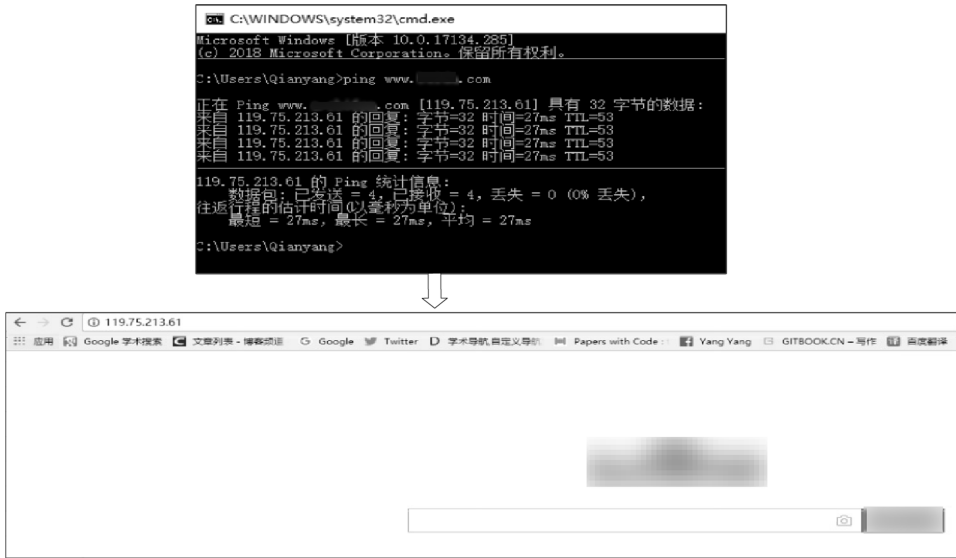 C:\WINDOWS\system32\cmd.exe
Microsoft Windows [版本 10.0.17134.285]
(c) 2018 Microsoft Corporation。保留所有权利。
C:\Users\Qianyang>ping www. .com
正在 Ping www. .com [119.75.213.61] 具有 32 字节的数据:
来自 119.75.213.61 的回复: 字节=32 时间=27ms TTL=53
来自 119.75.213.61 的回复: 字节=32 时间=27ms TTL=53
来自 119.75.213.61 的回复: 字节=32 时间=27ms TTL=53
来自 119.75.213.61 的回复: 字节=32 时间=27ms TTL=53
119.75.213.61 的 Ping 统计信息:
数据包: 已发送 = 4, 已接收 = 4, 丢失 = 0 (0% 丢失),
往返行程的估计时间(以毫秒为单位):
最短 = 27ms, 最长 = 27ms, 平均 = 27ms
C:\Users\Qianyang>
119.75.213.61
应用 Google 学术搜索 文章列表 - 博客频道 G Google Twitter D 学术导航,自定义导航 Papers with Code : Yang Yang GITBOOK.CN – 写作 百度翻译